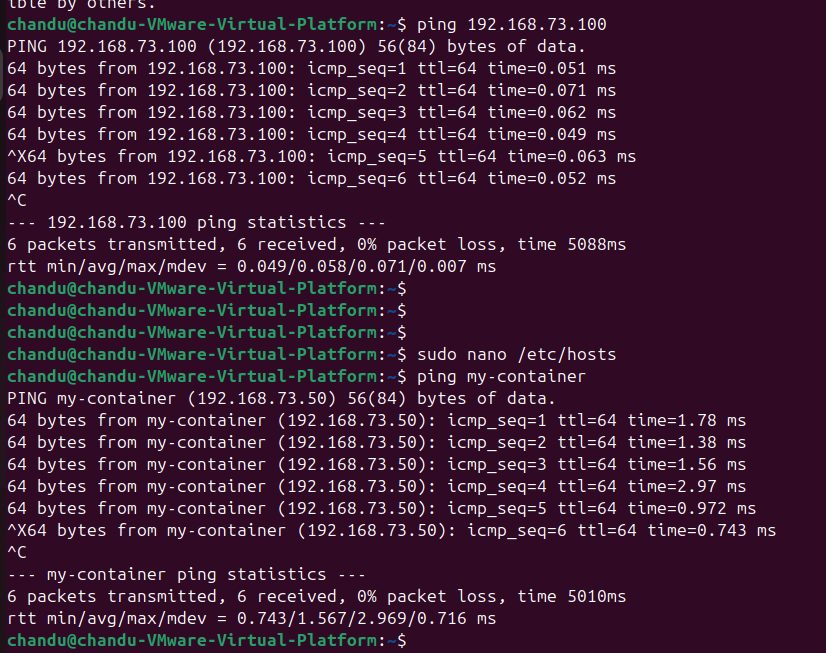 ible by others.
chandu@chandu-VMware-Virtual-Platform:~$ ping 192.168.73.100
PING 192.168.73.100 (192.168.73.100) 56(84) bytes of data.
64 bytes from 192.168.73.100: icmp_seq=1 ttl=64 time=0.051 ms
64 bytes from 192.168.73.100: icmp_seq=2 ttl=64 time=0.071 ms
64 bytes from 192.168.73.100: icmp_seq=3 ttl=64 time=0.062 ms
64 bytes from 192.168.73.100: icmp_seq=4 ttl=64 time=0.049 ms
^X64 bytes from 192.168.73.100: icmp_seq=5 ttl=64 time=0.063 ms
64 bytes from 192.168.73.100: icmp_seq=6 ttl=64 time=0.052 ms
^C
--- 192.168.73.100 ping statistics ---
6 packets transmitted, 6 received, 0% packet loss, time 5088ms
rtt min/avg/max/mdev = 0.049/0.058/0.071/0.007 ms
chandu@chandu-VMware-Virtual-Platform:~$
chandu@chandu-VMware-Virtual-Platform:~$
chandu@chandu-VMware-Virtual-Platform:~$
chandu@chandu-VMware-Virtual-Platform:~$ sudo nano /etc/hosts
chandu@chandu-VMware-Virtual-Platform:~$ ping my-container
PING my-container (192.168.73.50) 56(84) bytes of data.
64 bytes from my-container (192.168.73.50): icmp_seq=1 ttl=64 time=1.78 ms
64 bytes from my-container (192.168.73.50): icmp_seq=2 ttl=64 time=1.38 ms
64 bytes from my-container (192.168.73.50): icmp_seq=3 ttl=64 time=1.56 ms
64 bytes from my-container (192.168.73.50): icmp_seq=4 ttl=64 time=2.97 ms
64 bytes from my-container (192.168.73.50): icmp_seq=5 ttl=64 time=0.972 ms
^X64 bytes from my-container (192.168.73.50): icmp_seq=6 ttl=64 time=0.743 ms
^C
--- my-container ping statistics ---
6 packets transmitted, 6 received, 0% packet loss, time 5010ms
rtt min/avg/max/mdev = 0.743/1.567/2.969/0.716 ms
chandu@chandu-VMware-Virtual-Platform:~$